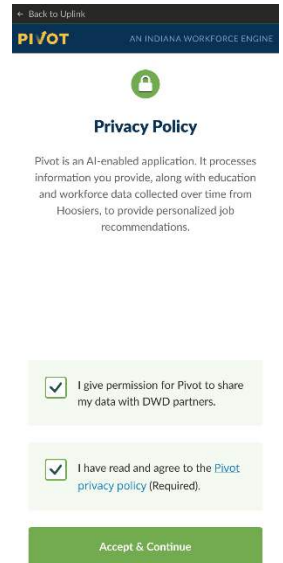 ← Back to Uplink
PIVOT AN INDIANA WORKFORCE ENGINE
Privacy Policy
Pivot is an AI-enabled application. It processes
information you provide, along with education
and workforce data collected over time from
Hoosiers, to provide personalized job
recommendations.
I give permission for Pivot to share
my data with DWD partners.
I have read and agree to the Pivot
privacy policy (Required).
Accept & Continue